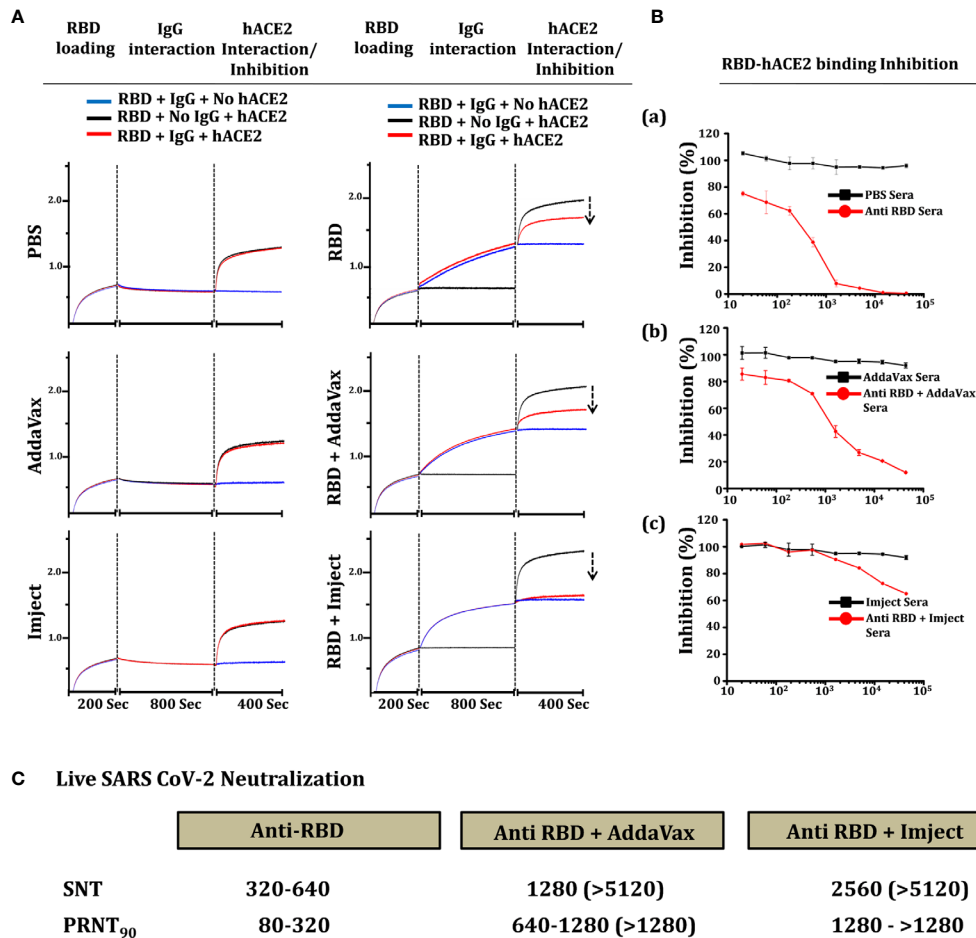 A
RBD loading
IgG interaction
hACE2 Interaction/ Inhibition
RBD loading
IgG interaction
hACE2 Interaction/ Inhibition
RBD + IgG + No hACE2
RBD + No IgG + hACE2
RBD + IgG + hACE2
RBD + IgG + No hACE2
RBD + No IgG + hACE2
RBD + IgG + hACE2
PBS
2.0
1.0
RBD
2.0
1.0
AddaVax
2.0
1.0
RBD + AddaVax
2.0
1.0
Imject
2.0
1.0
RBD + Imject
2.0
1.0
200 Sec
800 Sec
400 Sec
200 Sec
800 Sec
400 Sec
B
RBD-hACE2 binding Inhibition
(a)
Inhibition (%)
120
100
80
60
40
20
0
PBS Sera
Anti RBD Sera
10 10² 10³ 10⁴ 10⁵
(b)
Inibition (%)
120
100
80
60
40
20
0
AddaVax Sera
Anti RBD + AddaVax
Sera
10 10² 10³ 10⁴ 10⁵
(c)
Inhibition (%)
120
100
80
60
40
20
0
Imject Sera
Anti RBD + Imject
Sera
10 10² 10³ 10⁴ 10⁵
C Live SARS CoV-2 Neutralization
Anti-RBD
Anti RBD + AddaVax
Anti RBD + Imject
SNT 320-640 1280 (>5120) 2560 (>5120)
PRNT₉₀ 80-320 640-1280 (>1280) 1280 - >1280